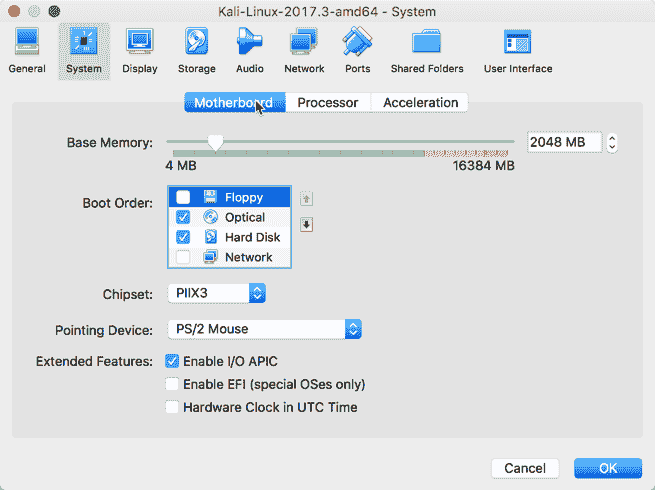 Kali-Linux-2017.3-amd64 - System
General System Display Storage Audio Network Ports Shared Folders User Interface
Motherboard Processor Acceleration
Base Memory: 2048 MB
4 MB 16384 MB
Boot Order: Floppy
Optical
Hard Disk
Network
Chipset: PIIX3
Pointing Device: PS/2 Mouse
Extended Features: Enable I/O APIC
Enable EFI (special OSes only)
Hardware Clock in UTC Time
Cancel OK